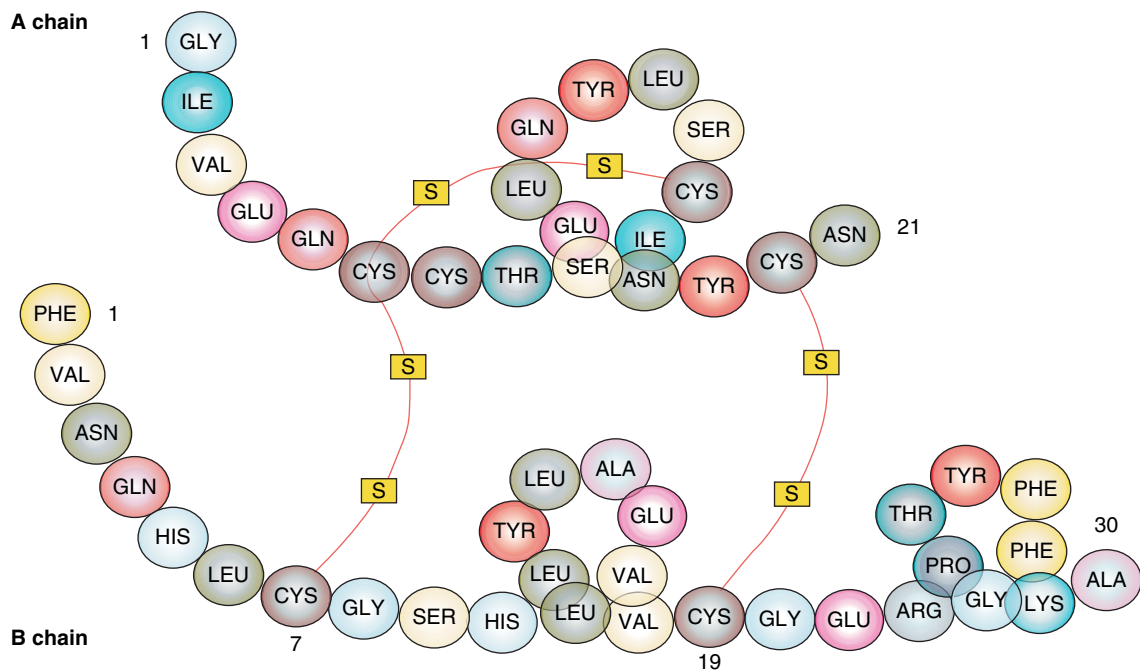 A chain
1
GLY
ILE
VAL
GLU
GLN
CYS
CYS
THR
SER
ILE
CYS
SER
LEU
TYR
GLN
LEU
GLU
ASN
TYR
CYS
ASN
21
S
S
S
S
S
S
PHE
1
VAL
ASN
GLN
HIS
LEU
CYS
7
GLY
SER
HIS
LEU
VAL
GLU
ALA
LEU
TYR
LEU
VAL
CYS
19
GLY
GLU
ARG
GLY
PHE
PHE
TYR
THR
PRO
LYS
ALA
30
B chain